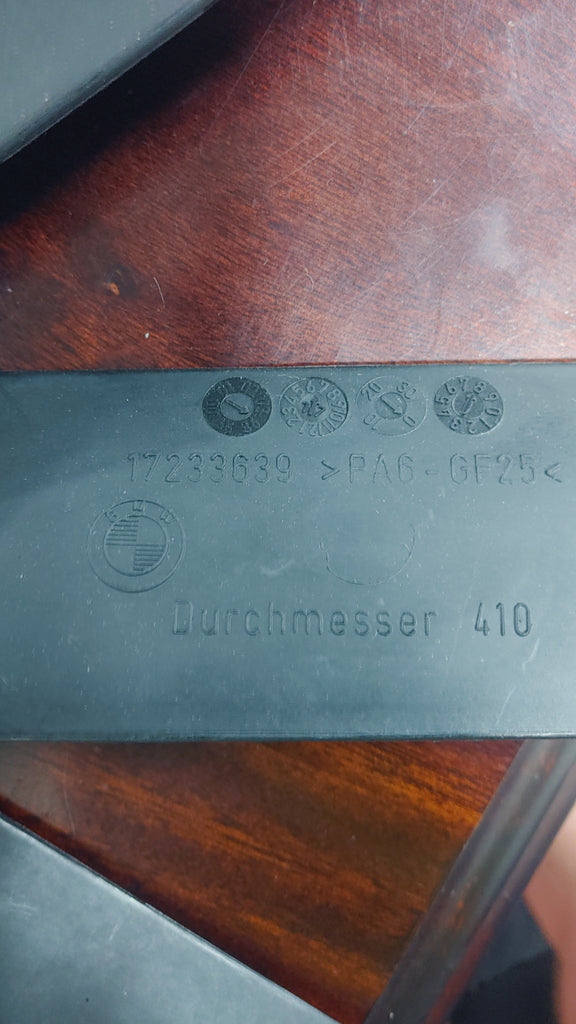 17233639 >PA6-GF25<
BMW
Durchmesser 410